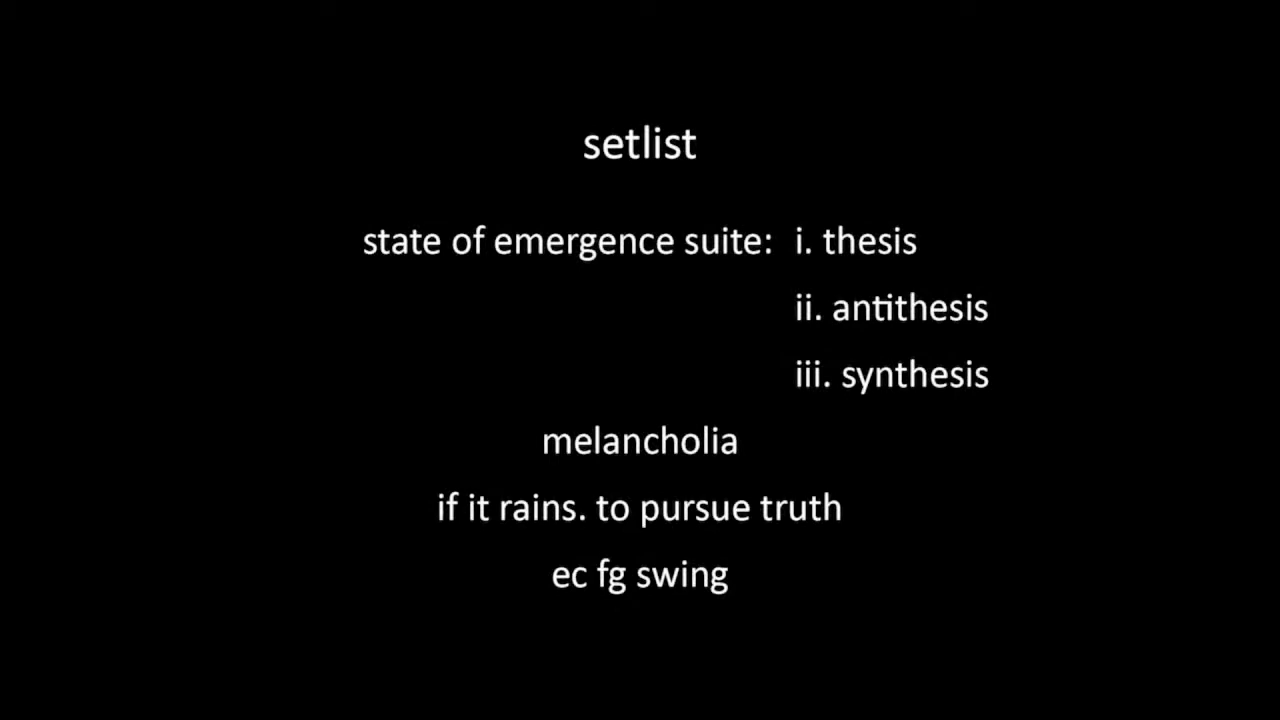 setlist
state of emergence suite: i. thesis
ii. antithesis
iii. synthesis
melancholia
if it rains. to pursue truth
ec fg swing